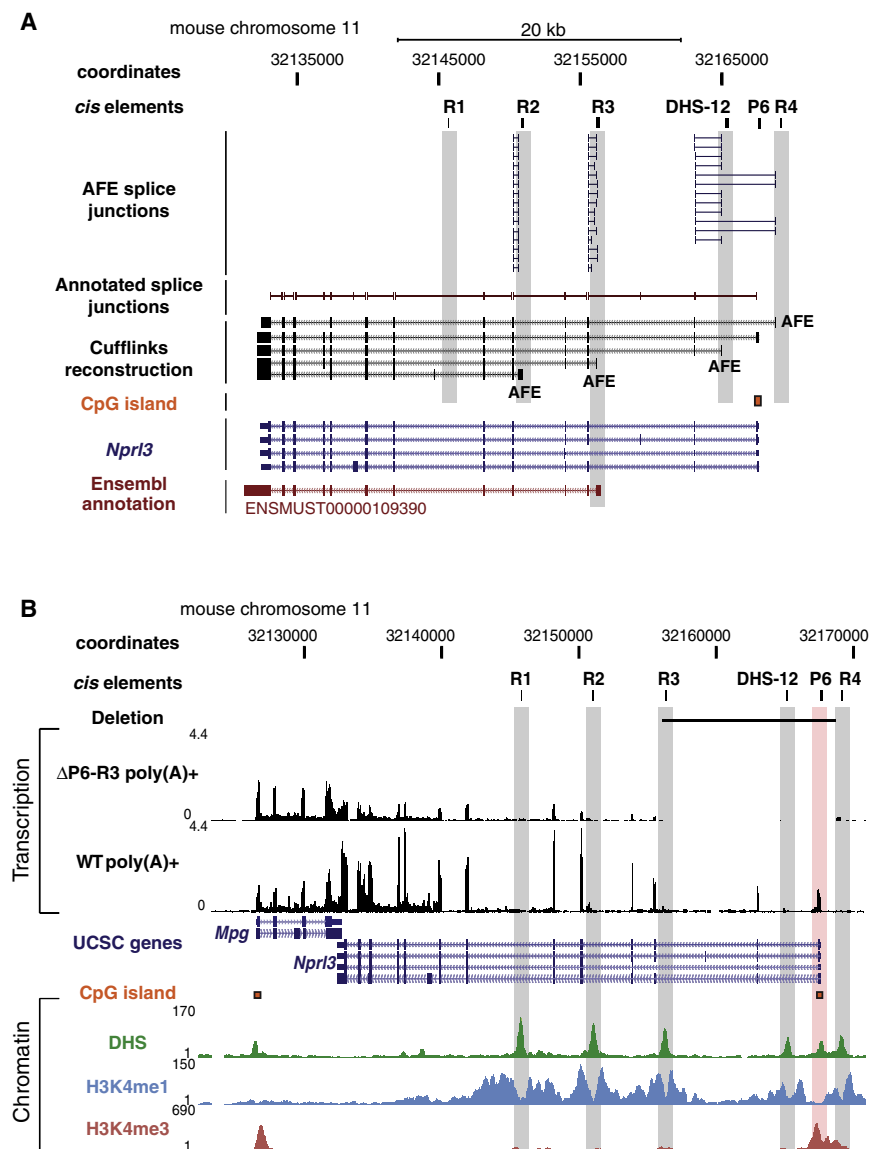 A
mouse chromosome 11
20 kb
coordinates
32135000 32145000 32155000 32165000
cis elements
R1 R2 R3 DHS-12 P6 R4
AFE splice
junctions
Annotated splice
junctions
Cufflinks
reconstruction
AFE
AFE
AFE
AFE
CpG island
Nprl3
Ensembl
annotation
ENSMUST00000109390
B
mouse chromosome 11
coordinates
32130000 32140000 32150000 32160000 32170000
cis elements
R1 R2 R3 DHS-12 P6 R4
Deletion
Transcription
4.4
ΔP6-R3 poly(A)+
0
4.4
WT poly(A)+
0
UCSC genes
Mpg
Nprl3
CpG island
Chromatin
170
DHS
1
150
H3K4me1
1
690
H3K4me3
1